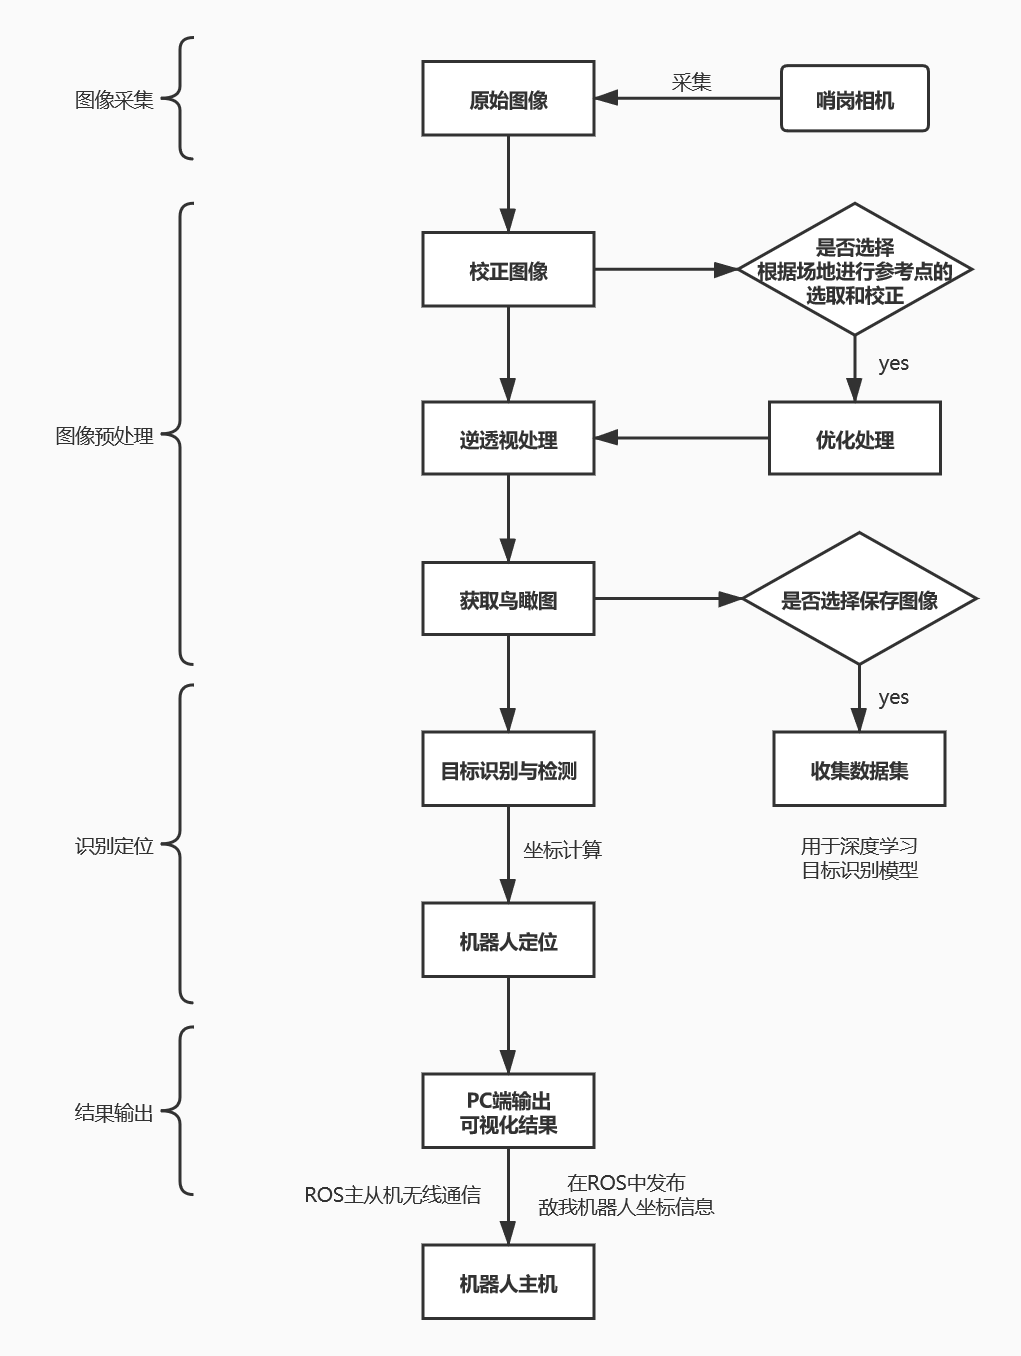 图像采集
原始图像
采集
哨岗相机
校正图像
是否选择
根据场地进行参考点的
选取和校正
yes
图像预处理
逆透视处理
优化处理
获取鸟瞰图
是否选择保存图像
yes
目标识别与检测
收集数据集
识别定位
坐标计算
用于深度学习
目标识别模型
机器人定位
结果输出
PC端输出
可视化结果
ROS主从机无线通信
在ROS中发布
敌我机器人坐标信息
机器人主机